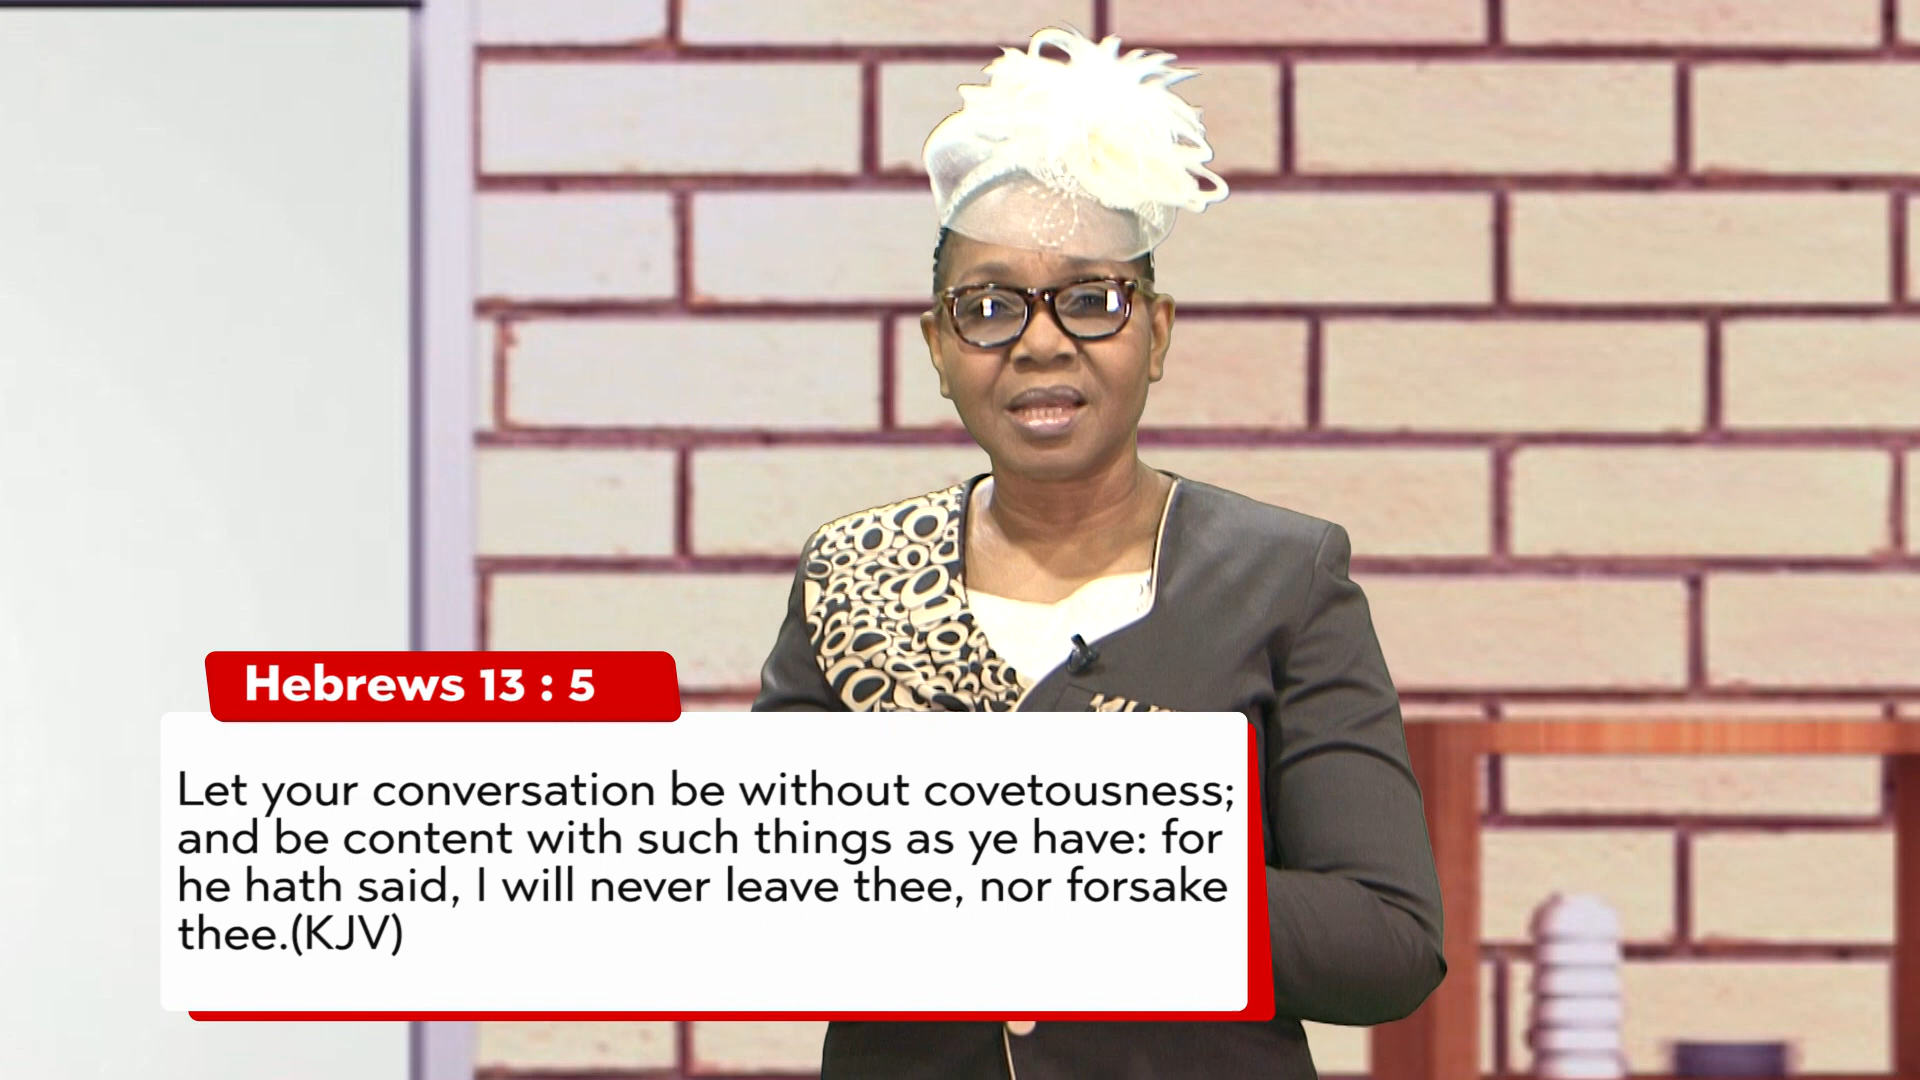 Hebrews 13 : 5
Let your conversation be without covetousness;
and be content with such things as ye have: for
he hath said, I will never leave thee, nor forsake
thee.(KJV)